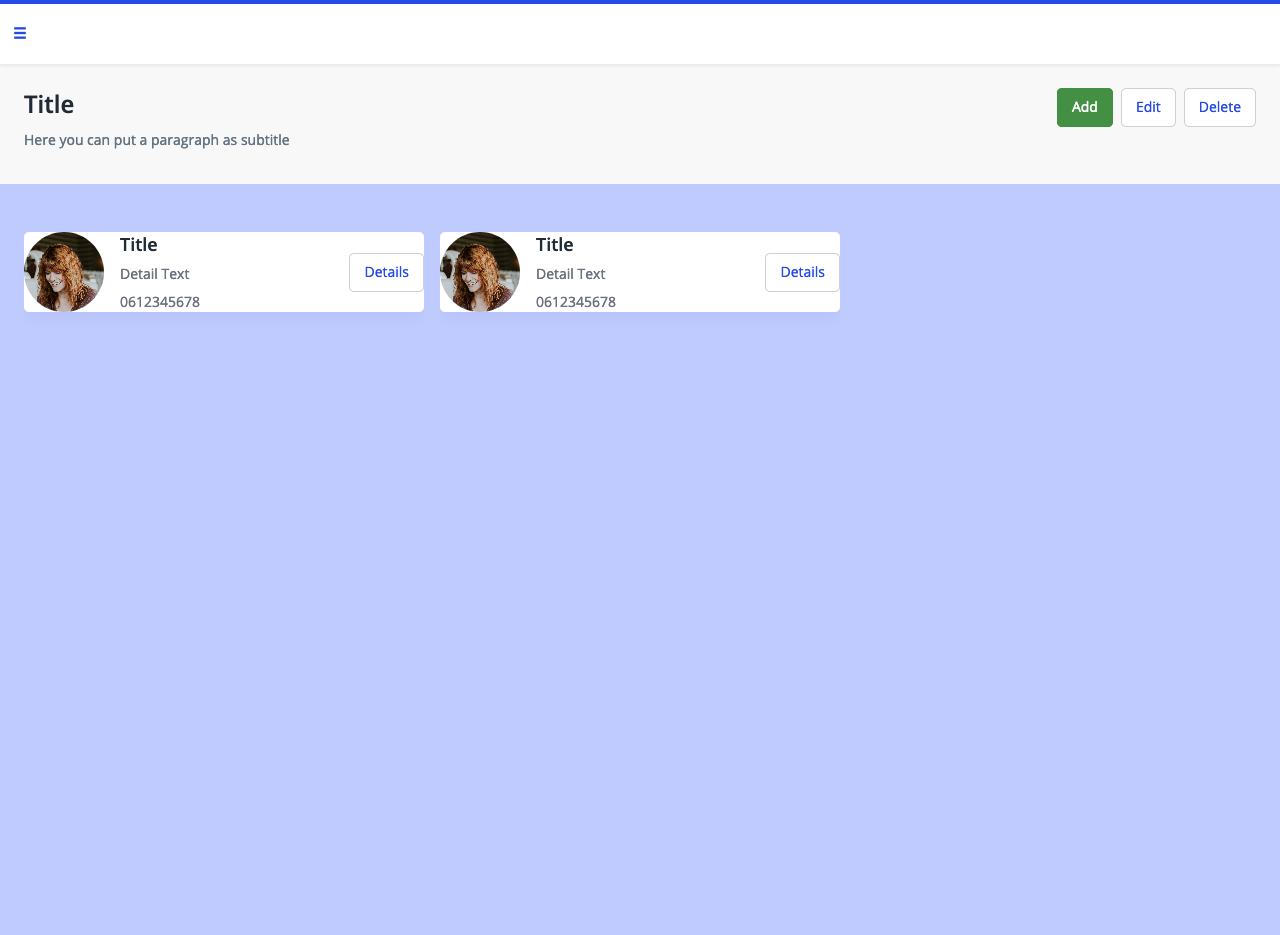 Title
Add Edit Delete
Here you can put a paragraph as subtitle
Title
Detail Text
0612345678
Details
Title
Detail Text
0612345678
Details